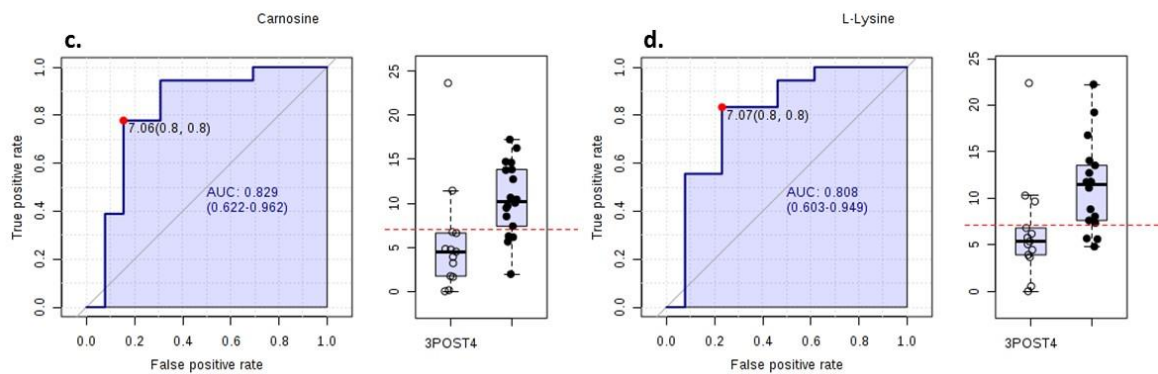 Carnosine
c.
True positive rate
1.0
0.8
0.6
0.4
0.2
0.0
7.06(0.8, 0.8)
AUC: 0.829
(0.622-0.962)
0.0 0.2 0.4 0.6 0.8 1.0
False positive rate
25
20
15
10
5
0
3POST4
L-Lysine
d.
True positive rate
1.0
0.8
0.6
0.4
0.2
0.0
7.07(0.8, 0.8)
AUC: 0.808
(0.603-0.949)
0.0 0.2 0.4 0.6 0.8 1.0
False positive rate
25
20
15
10
5
0
3POST4